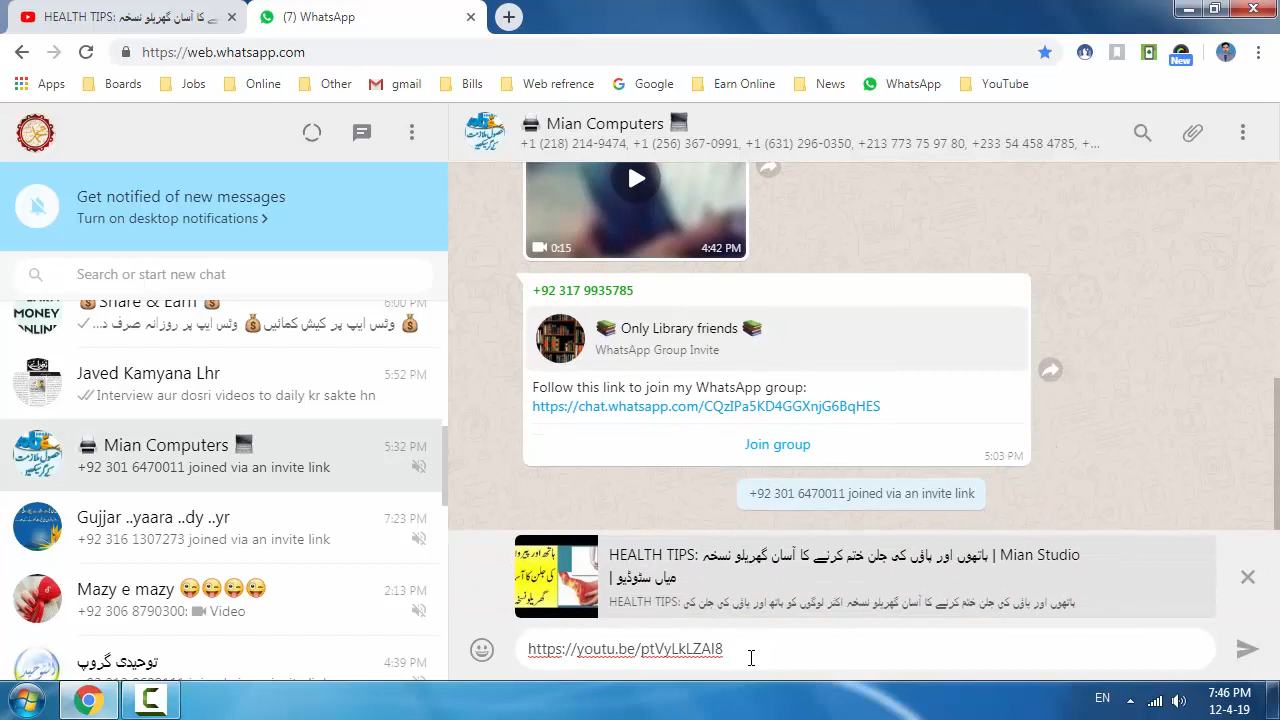 HEALTH TIPS: کا آسان گھریلو نسخہ
(7) WhatsApp
https://web.whatsapp.com
New
Apps Boards Jobs Online Other gmail Bills Web refrence Google Earn Online News WhatsApp YouTube
Mian Computers
+1 (218) 214-9474, +1 (256) 367-0991, +1 (631) 296-0350, +213 773 75 97 80, +233 54 458 4785, +...
Get notified of new messages
Turn on desktop notifications >
Search or start new chat
MONEY
ONLINE
Share & Earn
6:00 PM
وٹس ایپ پر کیش کمائیں💰 وٹس ایپ پر روزانہ صرف د...
Javed Kamyana Lhr
5:52 PM
Interview aur dosri videos to daily kr sakte hn
Mian Computers
5:32 PM
+92 301 6470011 joined via an invite link
Gujjar ..yaara ..dy..yr
7:23 PM
+92 316 1307273 joined via an invite link
Mazy e mazy 😜😜😜😜
2:13 PM
+92 306 8790300: Video
توحیدی گروپ
4:39 PM
0:15
4:42 PM
+92 317 9935785
📚 Only Library friends 📚
WhatsApp Group Invite
Follow this link to join my WhatsApp group:
https://chat.whatsapp.com/CQzIPa5KD4GGXnjG6BqHES
Join group
5:03 PM
+92 301 6470011 joined via an invite link
HEALTH TIPS: ہاتھوں اور پاؤں کی جلن ختم کرنے کا آسان گھریلو نسخہ | Mian Studio
| میاں سٹوڈیو
HEALTH TIPS: ہاتھوں اور پاؤں کی جلن ختم کرنے کا آسان گھریلو نسخہ اکثر لوگوں کو ہاتھ اور پاؤں کی جلن کی
https://youtu.be/ptVyLkLZAI8
EN
7:46 PM
12-4-19